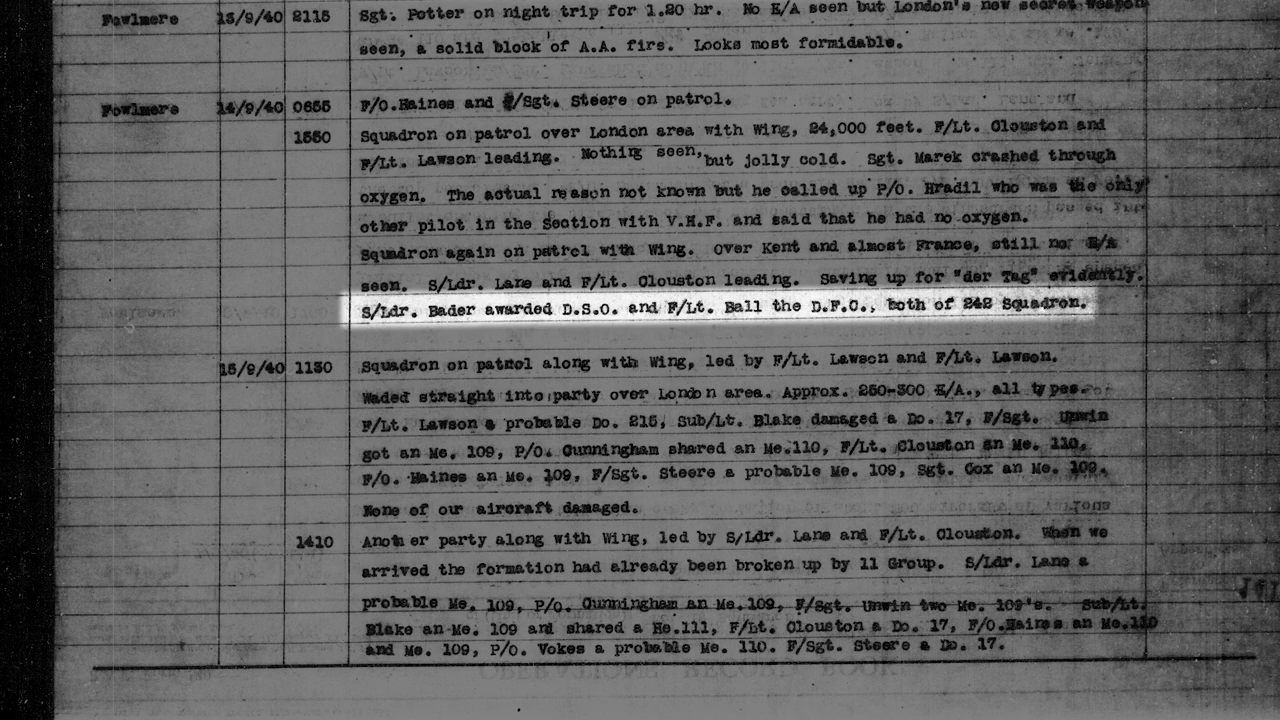 Fowlmere 13/9/40 2115 Sgt. Potter on night trip for 1.20 hr. No E/A seen but London's new secret weapon
seen, a solid block of A.A. fire. Looks most formidable.
Fowlmere 14/9/40 0655 F/O.Haines and F/Sgt. Steere on patrol.
1550 Squadron on patrol over London area with Wing, 24,000 feet. F/Lt. Clouston and
F/Lt. Lawson leading. Nothing seen, but jolly cold. Sgt. Marek crashed through
oxygen. The actual reason not known but he called up P/O. Hradil who was the only
other pilot in the Section with V.H.F. and said that he had no oxygen.
Squadron again on patrol with Wing. Over Kent and almost France, still no E/A
seen. S/Ldr. Lane and F/Lt. Clouston leading. Saving up for "der Tag" evidently.
S/Ldr. Bader awarded D.S.O. and F/Lt. Ball the D.F.C., both of 242 Squadron.
15/9/40 1130 Squadron on patrol along with Wing, led by F/Lt. Lawson and F/Lt. Lawson.
Waded straight into party over London area. Approx. 250-300 E/A., all types.
F/Lt. Lawson a probable Do. 215, Sub/Lt. Blake damaged a Do. 17, F/Sgt. Unwin
got an Me. 109, P/O. Cunningham shared an Me.110, F/Lt. Clouston an Me. 110,
F/O. Haines an Me. 109, F/Sgt. Steere a probable Me. 109, Sgt. Cox an Me. 109.
None of our aircraft damaged.
1410 Another party along with Wing, led by S/Ldr. Lane and F/Lt. Clouston. When we
arrived the formation had already been broken up by 11 Group. S/Ldr. Lane a
probable Me. 109, P/O. Cunningham an Me.109, F/Sgt. Unwin two Me. 109's. Sub/Lt.
Blake an Me. 109 and shared a He.111, F/Lt. Clouston a Do. 17, F/O.Haines an Me.110
and Me. 109, P/O. Vokes a probable Me. 110. F/Sgt. Steere a Do. 17.